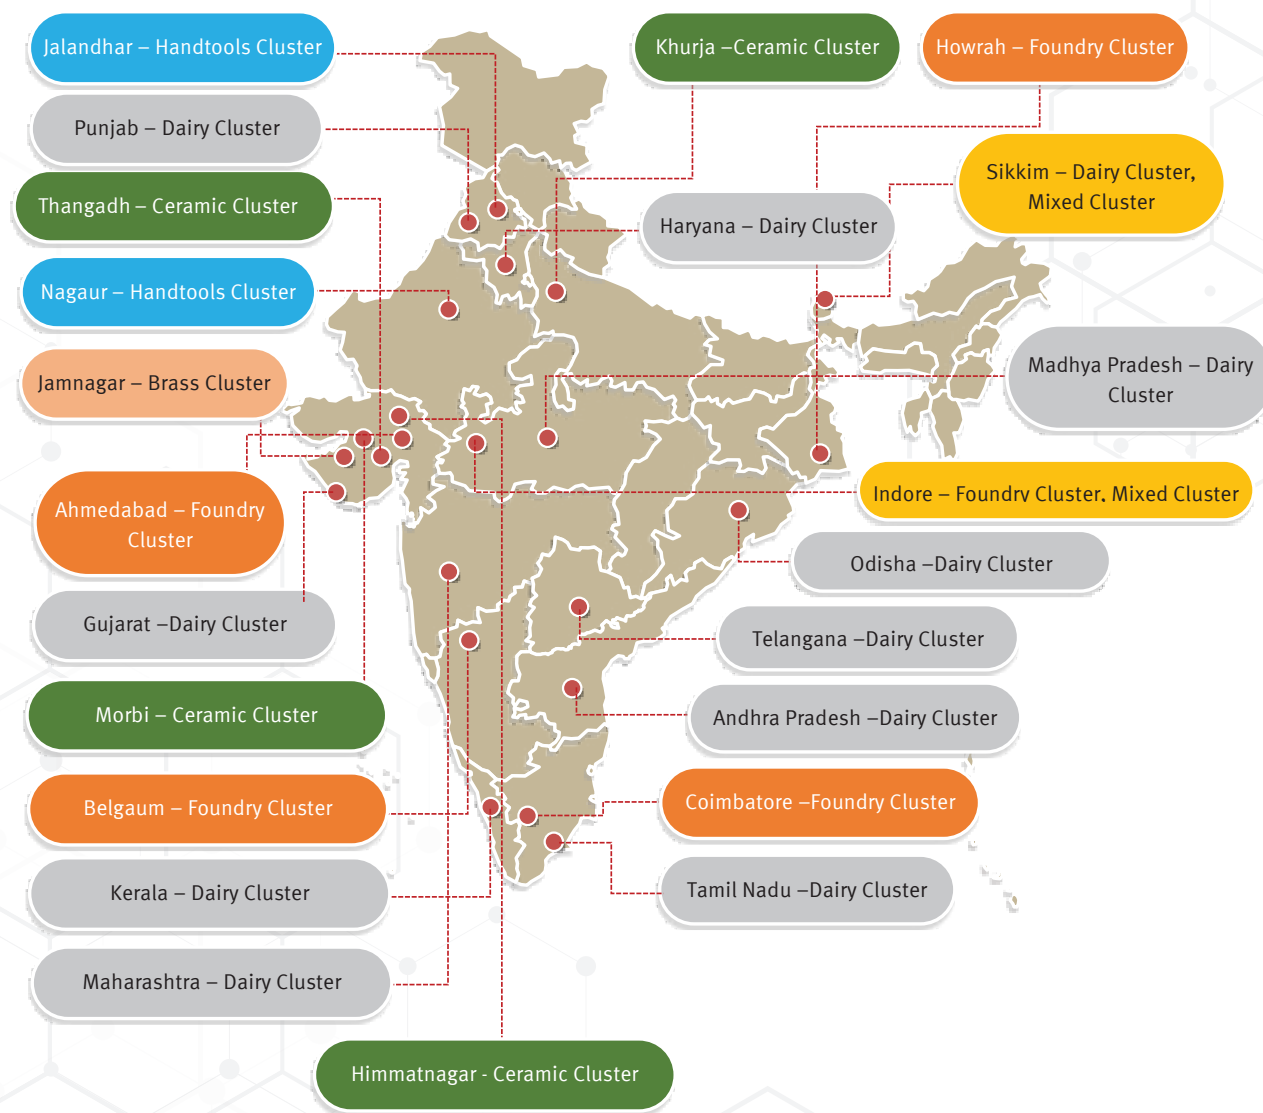 Jalandhar – Handtools Cluster
Khurja –Ceramic Cluster
Howrah – Foundry Cluster
Punjab – Dairy Cluster
Sikkim – Dairy Cluster,
Mixed Cluster
Thangadh – Ceramic Cluster
Haryana – Dairy Cluster
Nagaur – Handtools Cluster
Madhya Pradesh – Dairy
Cluster
Jamnagar – Brass Cluster
Indore – Foundry Cluster, Mixed Cluster
Ahmedabad – Foundry
Cluster
Odisha –Dairy Cluster
Gujarat –Dairy Cluster
Telangana –Dairy Cluster
Morbi – Ceramic Cluster
Andhra Pradesh –Dairy Cluster
Belgaum – Foundry Cluster
Coimbatore –Foundry Cluster
Kerala – Dairy Cluster
Tamil Nadu –Dairy Cluster
Maharashtra – Dairy Cluster
Himmatnagar - Ceramic Cluster